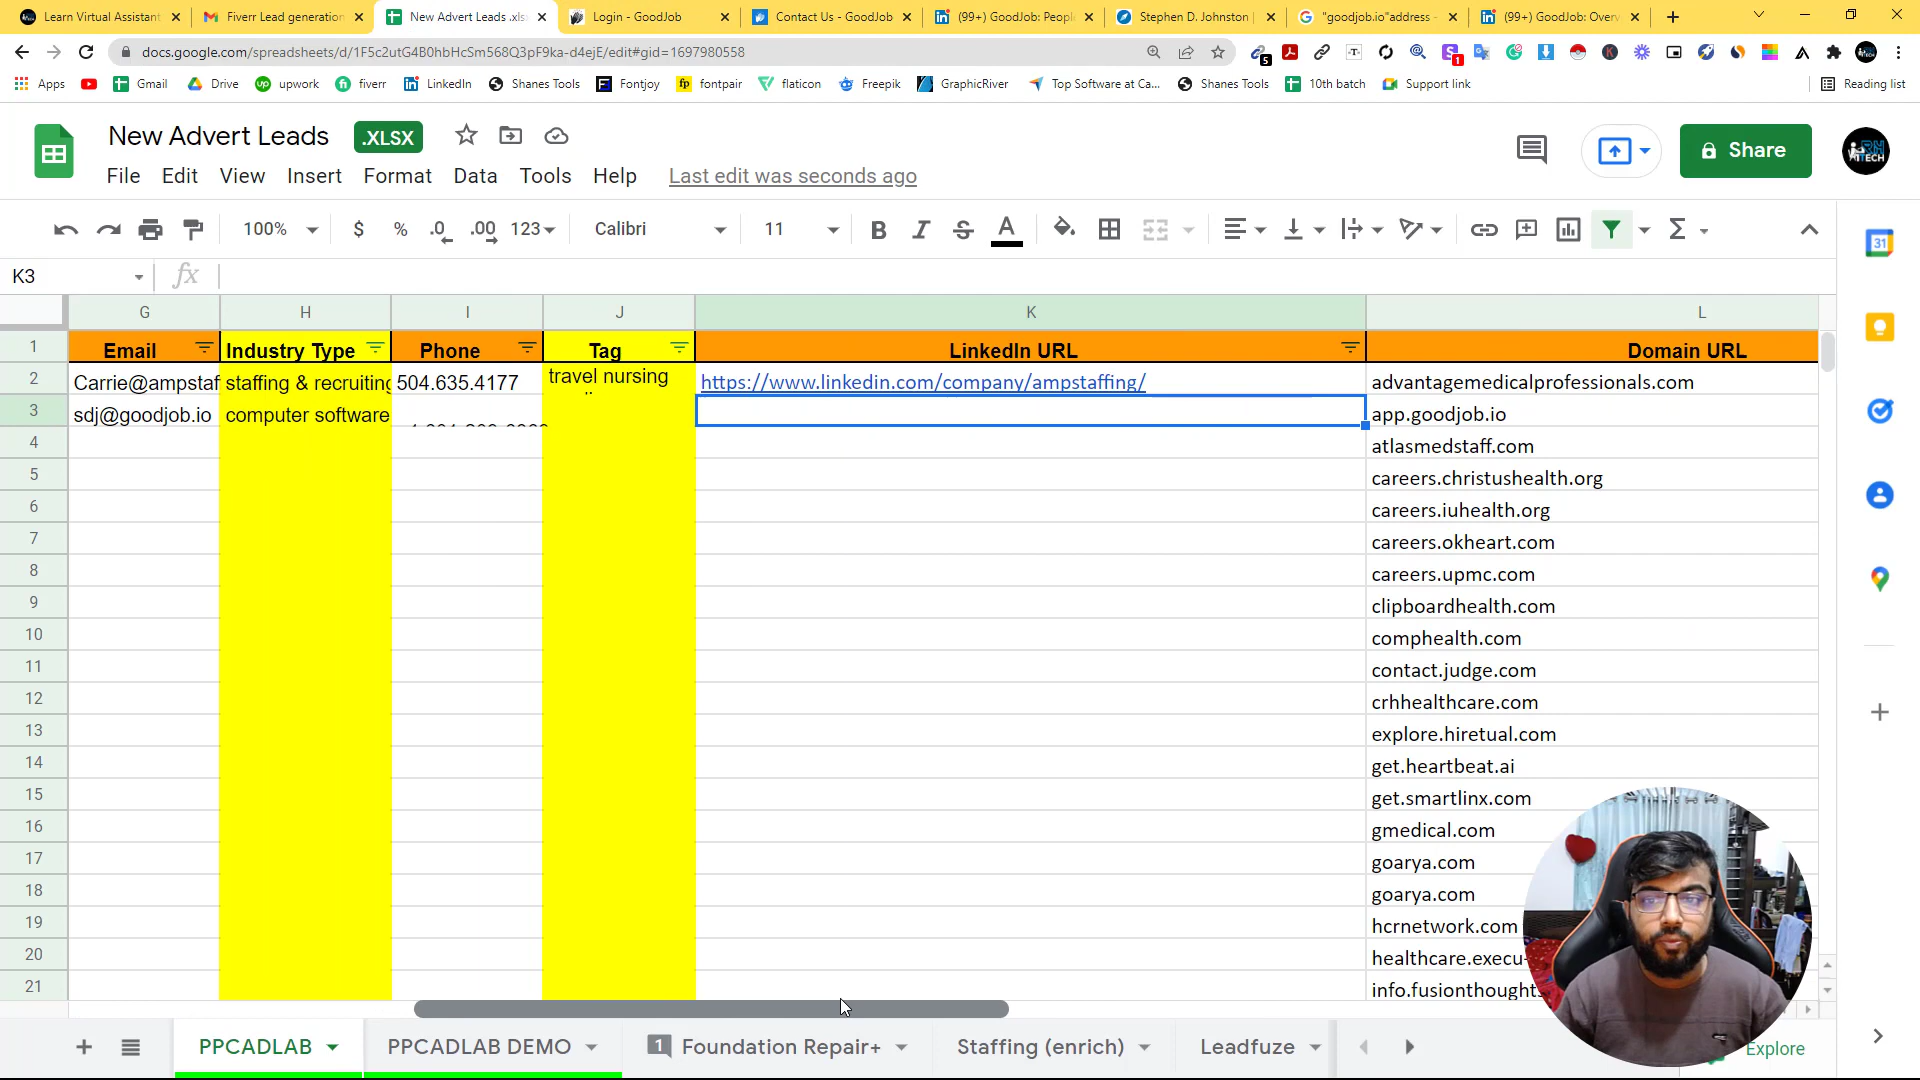 Learn Virtual Assistant
Fiverr Lead generation
New Advert Leads .xls
Login - GoodJob
Contact Us - GoodJob
(99+) GoodJob: People
Stephen D. Johnston
"goodjob.io"address -
(99+) GoodJob: Over
docs.google.com/spreadsheets/d/1F5c2utG4B0hbHcSm568Q3pF9ka-d4ejE/edit#gid=1697980558
5
1
Apps
Gmail
Drive
upwork
fiverr
LinkedIn
Shanes Tools
Fontjoy
fontpair
flaticon
Freepik
GraphicRiver
Top Software at Ca...
Shanes Tools
10th batch
Support link
Reading list
New Advert Leads
.XLSX
Share
File Edit View Insert Format Data Tools Help Last edit was seconds ago
100% $ % .0 .00 123 Calibri 11 B I S A
31
K3
fx
G H I J K L
1 Email Industry Type Phone Tag LinkedIn URL Domain URL
2 Carrie@ampstaf staffing & recruiting 504.635.4177 travel nursing https://www.linkedin.com/company/ampstaffing/ advantagemedicalprofessionals.com
3 sdj@goodjob.io computer software app.goodjob.io
4 atlasmedstaff.com
5 careers.christushealth.org
6 careers.iuhealth.org
7 careers.okheart.com
8 careers.upmc.com
9 clipboardhealth.com
10 comphealth.com
11 contact.judge.com
12 crhhealthcare.com
13 explore.hiretual.com
14 get.heartbeat.ai
15 get.smartlinx.com
16 gmedical.com
17 goarya.com
18 goarya.com
19 hcrnetwork.com
20 healthcare.execu-
21 info.fusionthought
PPCADLAB
PPCADLAB DEMO
1 Foundation Repair+
Staffing (enrich)
Leadfuze
Explore